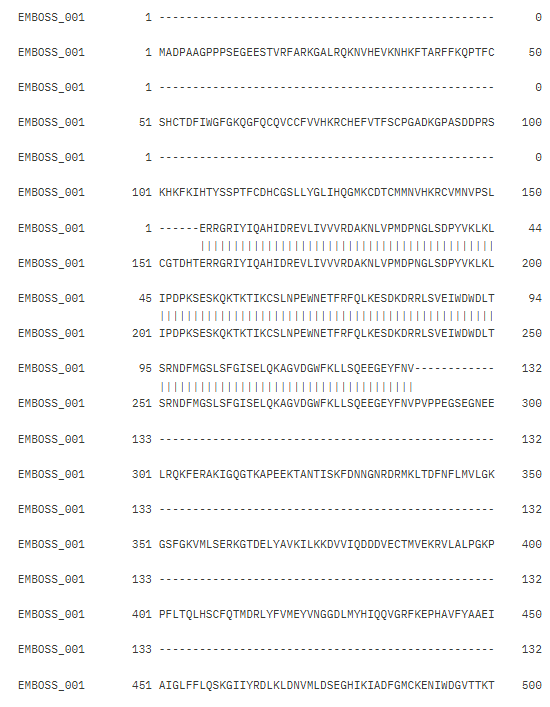 EMBOSS_001 1 -------------------------------------------------- 0
EMBOSS_001 1 MADPAAGPPPSEGEESTVRFARKGALRQKNVHEVKNHKFTARFFKQPTFC 50
EMBOSS_001 1 -------------------------------------------------- 0
EMBOSS_001 51 SHCTDFIWGFGKQGFQCQVCCFVVHKRCHEFVTFSCPGADKGPASDDPRS 100
EMBOSS_001 1 -------------------------------------------------- 0
EMBOSS_001 101 KHKFKIHTYSSPTFCDHCGSLLYGLIHQGMKCDTCMMNVHKRCVMNVPSL 150
EMBOSS_001 1 ------ERRGRIYIQAHIDREVLIVVVRDAKNLVPMDPNGLSDPYVKLKL 44
||||||||||||||||||||||||||||||||||||||||||||
EMBOSS_001 151 CGTDHTERRGRIYIQAHIDREVLIVVVRDAKNLVPMDPNGLSDPYVKLKL 200
EMBOSS_001 45 IPDPKSESKQKTKTIKCSLNPEWNETFRFQLKESDKDRRLSVEIWDWDLT 94
||||||||||||||||||||||||||||||||||||||||||||||||||
EMBOSS_001 201 IPDPKSESKQKTKTIKCSLNPEWNETFRFQLKESDKDRRLSVEIWDWDLT 250
EMBOSS_001 95 SRNDFMGSLSFGISELQKAGVDGWFKLLSQEEGEYFNV------------ 132
||||||||||||||||||||||||||||||||||||||
EMBOSS_001 251 SRNDFMGSLSFGISELQKAGVDGWFKLLSQEEGEYFNVPVPPEGSEGNEE 300
EMBOSS_001 133 -------------------------------------------------- 132
EMBOSS_001 301 LRQKFERAKIGQGTKAPEEKTANTISKFDNNGNRDRMKLTDFNFLMVLGK 350
EMBOSS_001 133 -------------------------------------------------- 132
EMBOSS_001 351 GSFGKVMLSERKGTDELYAVKILKKDVVIQDDDVECTMVEKRVLALPGKP 400
EMBOSS_001 133 -------------------------------------------------- 132
EMBOSS_001 401 PFLTQLHSCFQTMDRLYFVMEYVNGGDLMYHIQQVGRFKEPHAVFYAAEI 450
EMBOSS_001 133 -------------------------------------------------- 132
EMBOSS_001 451 AIGLFFLQSKGIIYRDLKLDNVMLDSEGHIKIADFGMCKENIWDGVTTKT 500